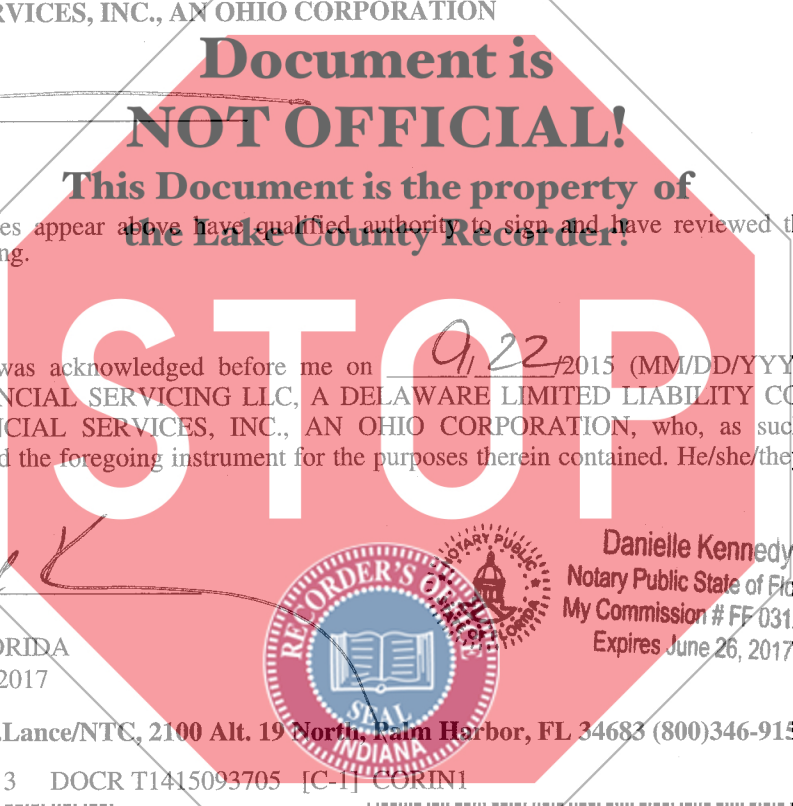 RVICES, INC., AN OHIO CORPORATION
Document is
NOT OFFICIAL!
This Document is the property of
the Lake County Recorder!
es appear above have qualified authority to sign and have reviewed th
ng.
STOP
was acknowledged before me on 9/22/2015 (MM/DD/YYY
NCIAL SERVICING LLC, A DELAWARE LIMITED LIABILITY CO
NCIAL SERVICES, INC., AN OHIO CORPORATION, who, as suc
d the foregoing instrument for the purposes therein contained. He/she/they
NOTARY PUBLIC
STATE OF FLORIDA
Danielle Kennedy
Notary Public State of Flo
My Commission # FF 031
Expires June 26, 2017
RECORDER'S OFFICE
SEAL
INDIANA
ORIDA
2017
.Lance/NTC, 2100 Alt. 19 North, Palm Harbor, FL 34683 (800)346-915
3 DOCR T1415093705 [C-1] CORIN1